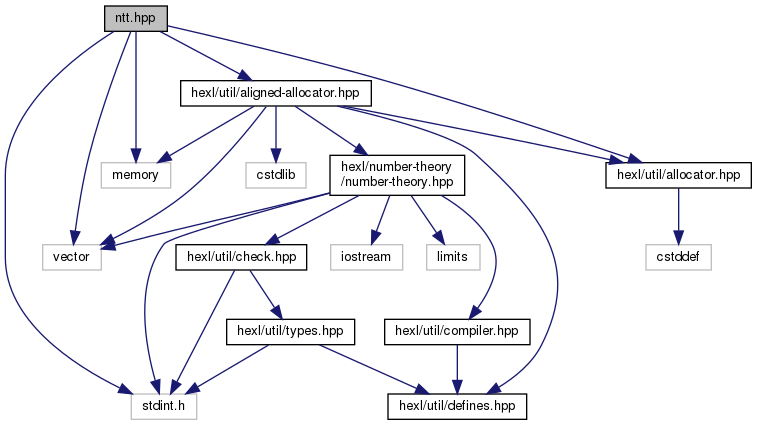 ntt.hpp
hexl/util/aligned-allocator.hpp
memory
cstdlib
hexl/number-theory
/number-theory.hpp
hexl/util/allocator.hpp
vector
hexl/util/check.hpp
iostream
limits
cstddef
hexl/util/types.hpp
hexl/util/compiler.hpp
stdint.h
hexl/util/defines.hpp